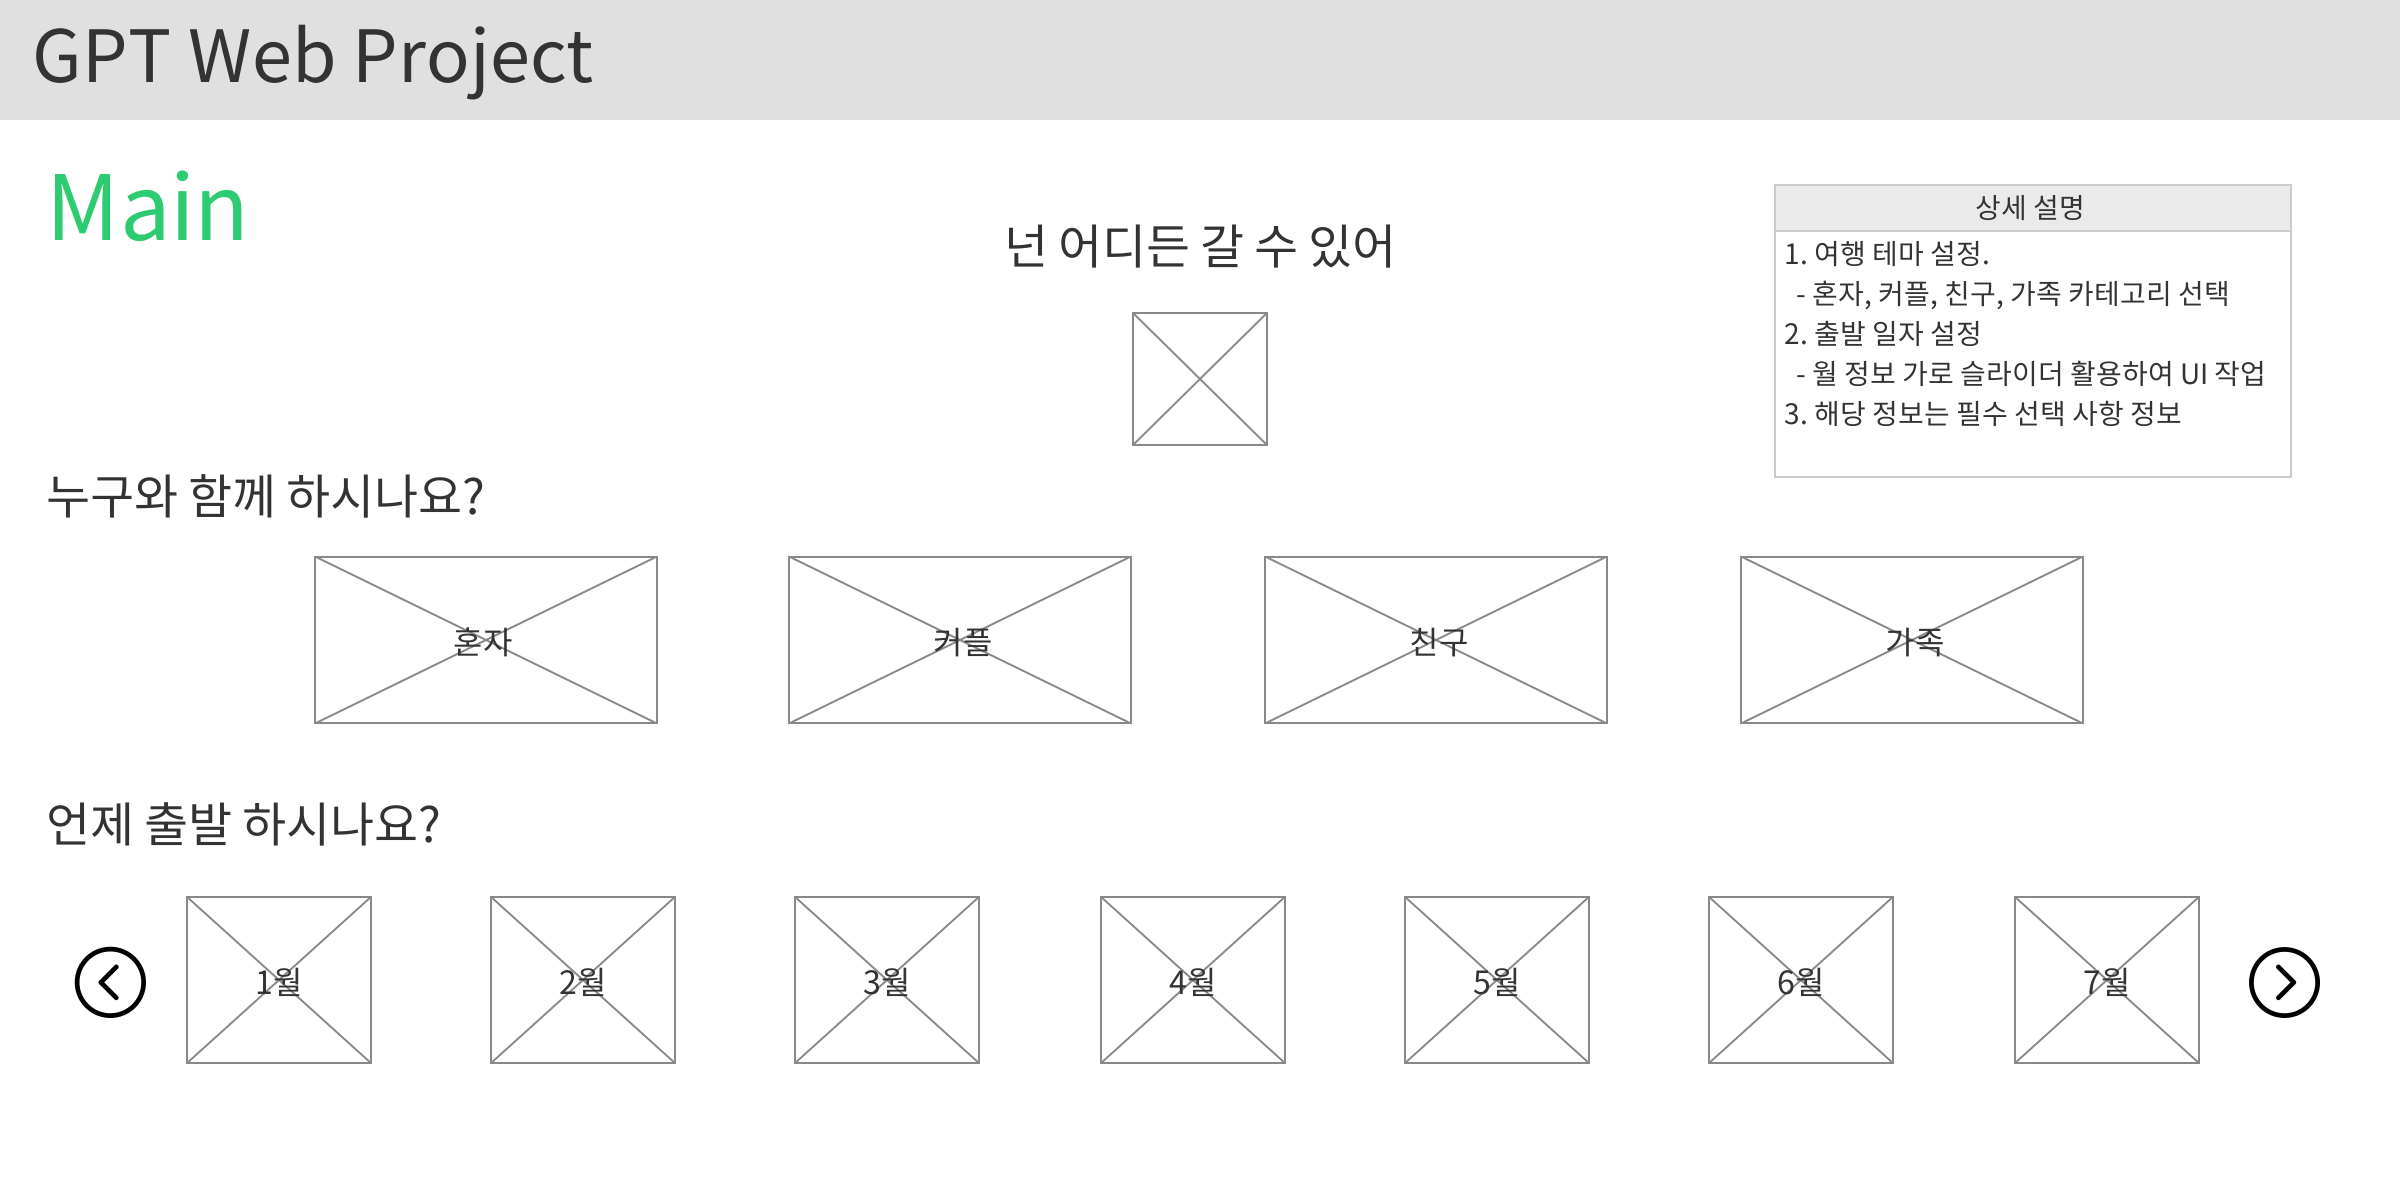 GPT Web Project
Main
넌 어디든 갈 수 있어
상세 설명
1. 여행 테마 설정.
- 혼자, 커플, 친구, 가족 카테고리 선택
2. 출발 일자 설정
- 월 정보 가로 슬라이더 활용하여 UI 작업
3. 해당 정보는 필수 선택 사항 정보
누구와 함께 하시나요?
혼자 커플 친구 가족
언제 출발 하시나요?
1월 2월 3월 4월 5월 6월 7월